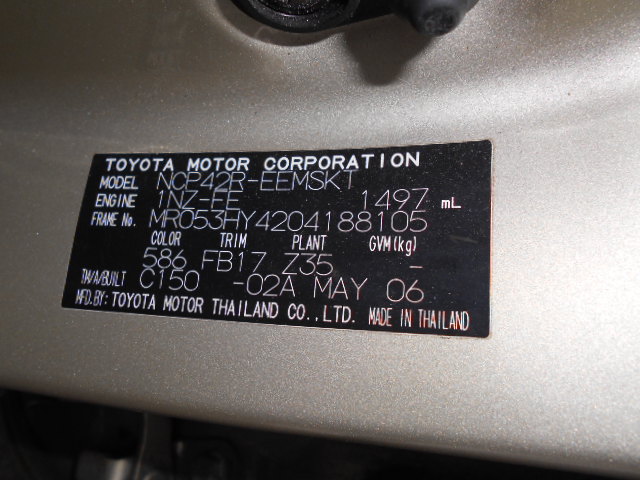 TOYOTA MOTOR CORPORATION
MODEL NCP42R-EEMSKT
ENGINE 1NZ-FE 1497 mL
FRAME No. MR053HY4204188105
COLOR TRIM PLANT GVM(kg)
586 FB17 Z35 -
T/A/BUILT C150 -02A MAY 06
MFD.BY: TOYOTA MOTOR THAILAND CO.,LTD. MADE IN THAILAND